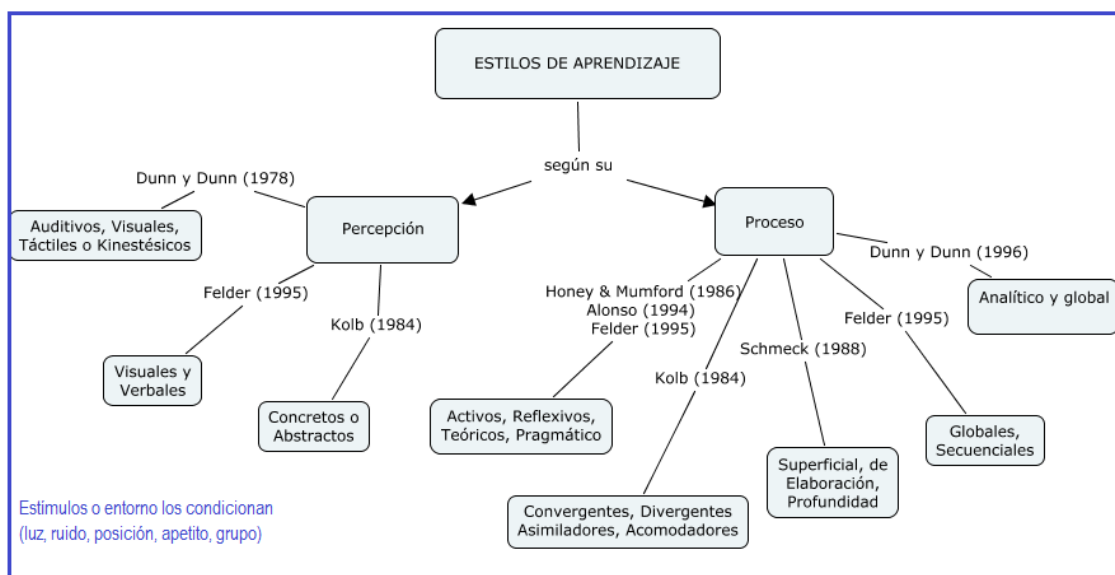 ESTILOS DE APRENDIZAJE
según su
Dunn y Dunn (1978)
Auditivos, Visuales,
Táctiles o Kinestésicos
Percepción
Felder (1995)
Visuales y
Verbales
Kolb (1984)
Concretos o
Abstractos
Proceso
Honey & Mumford (1986)
Alonso (1994)
Felder (1995)
Activos, Reflexivos,
Teóricos, Pragmático
Kolb (1984)
Convergentes, Divergentes
Asimiladores, Acomodadores
Schmeck (1988)
Superficial, de
Elaboración,
Profundidad
Felder (1995)
Globales,
Secuenciales
Dunn y Dunn (1996)
Analítico y global
Estímulos o entorno los condicionan
(luz, ruido, posición, apetito, grupo)